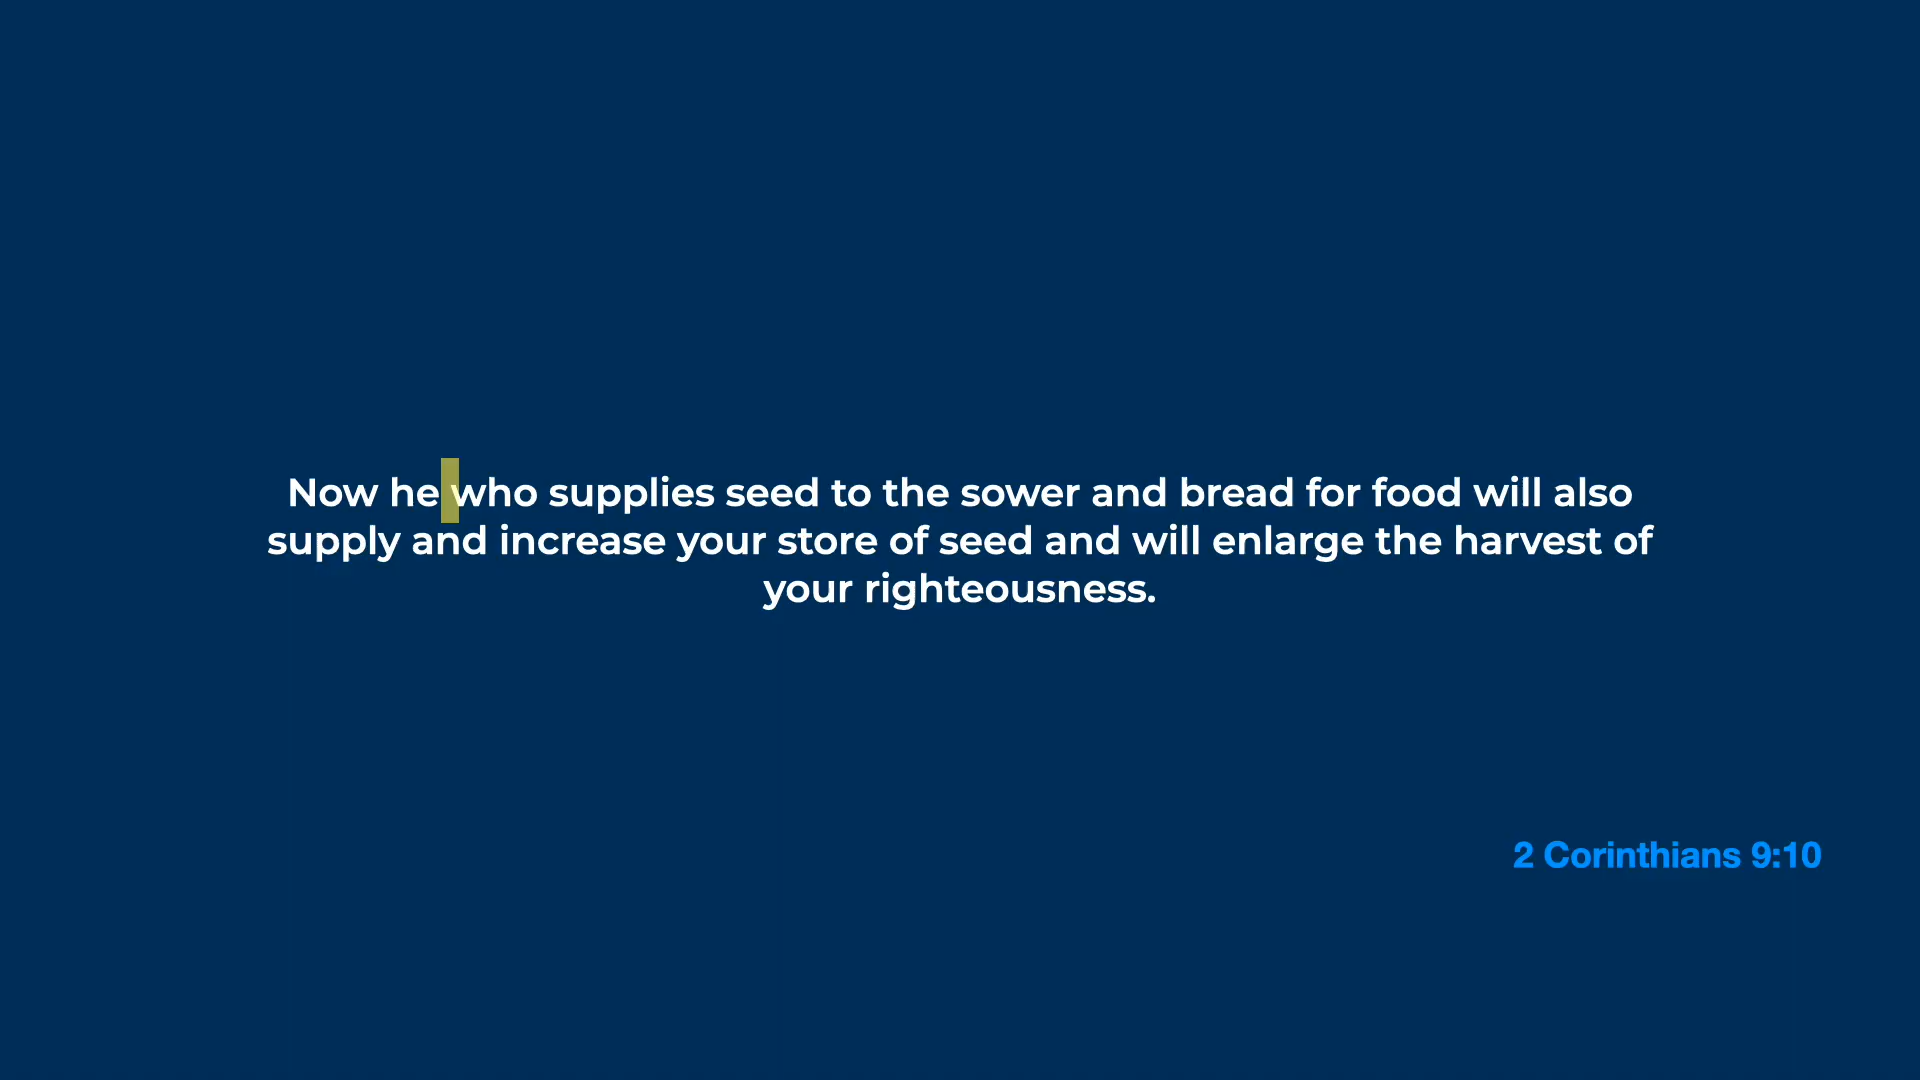 Now he who supplies seed to the sower and bread for food will also
supply and increase your store of seed and will enlarge the harvest of
your righteousness.
2 Corinthians 9:10